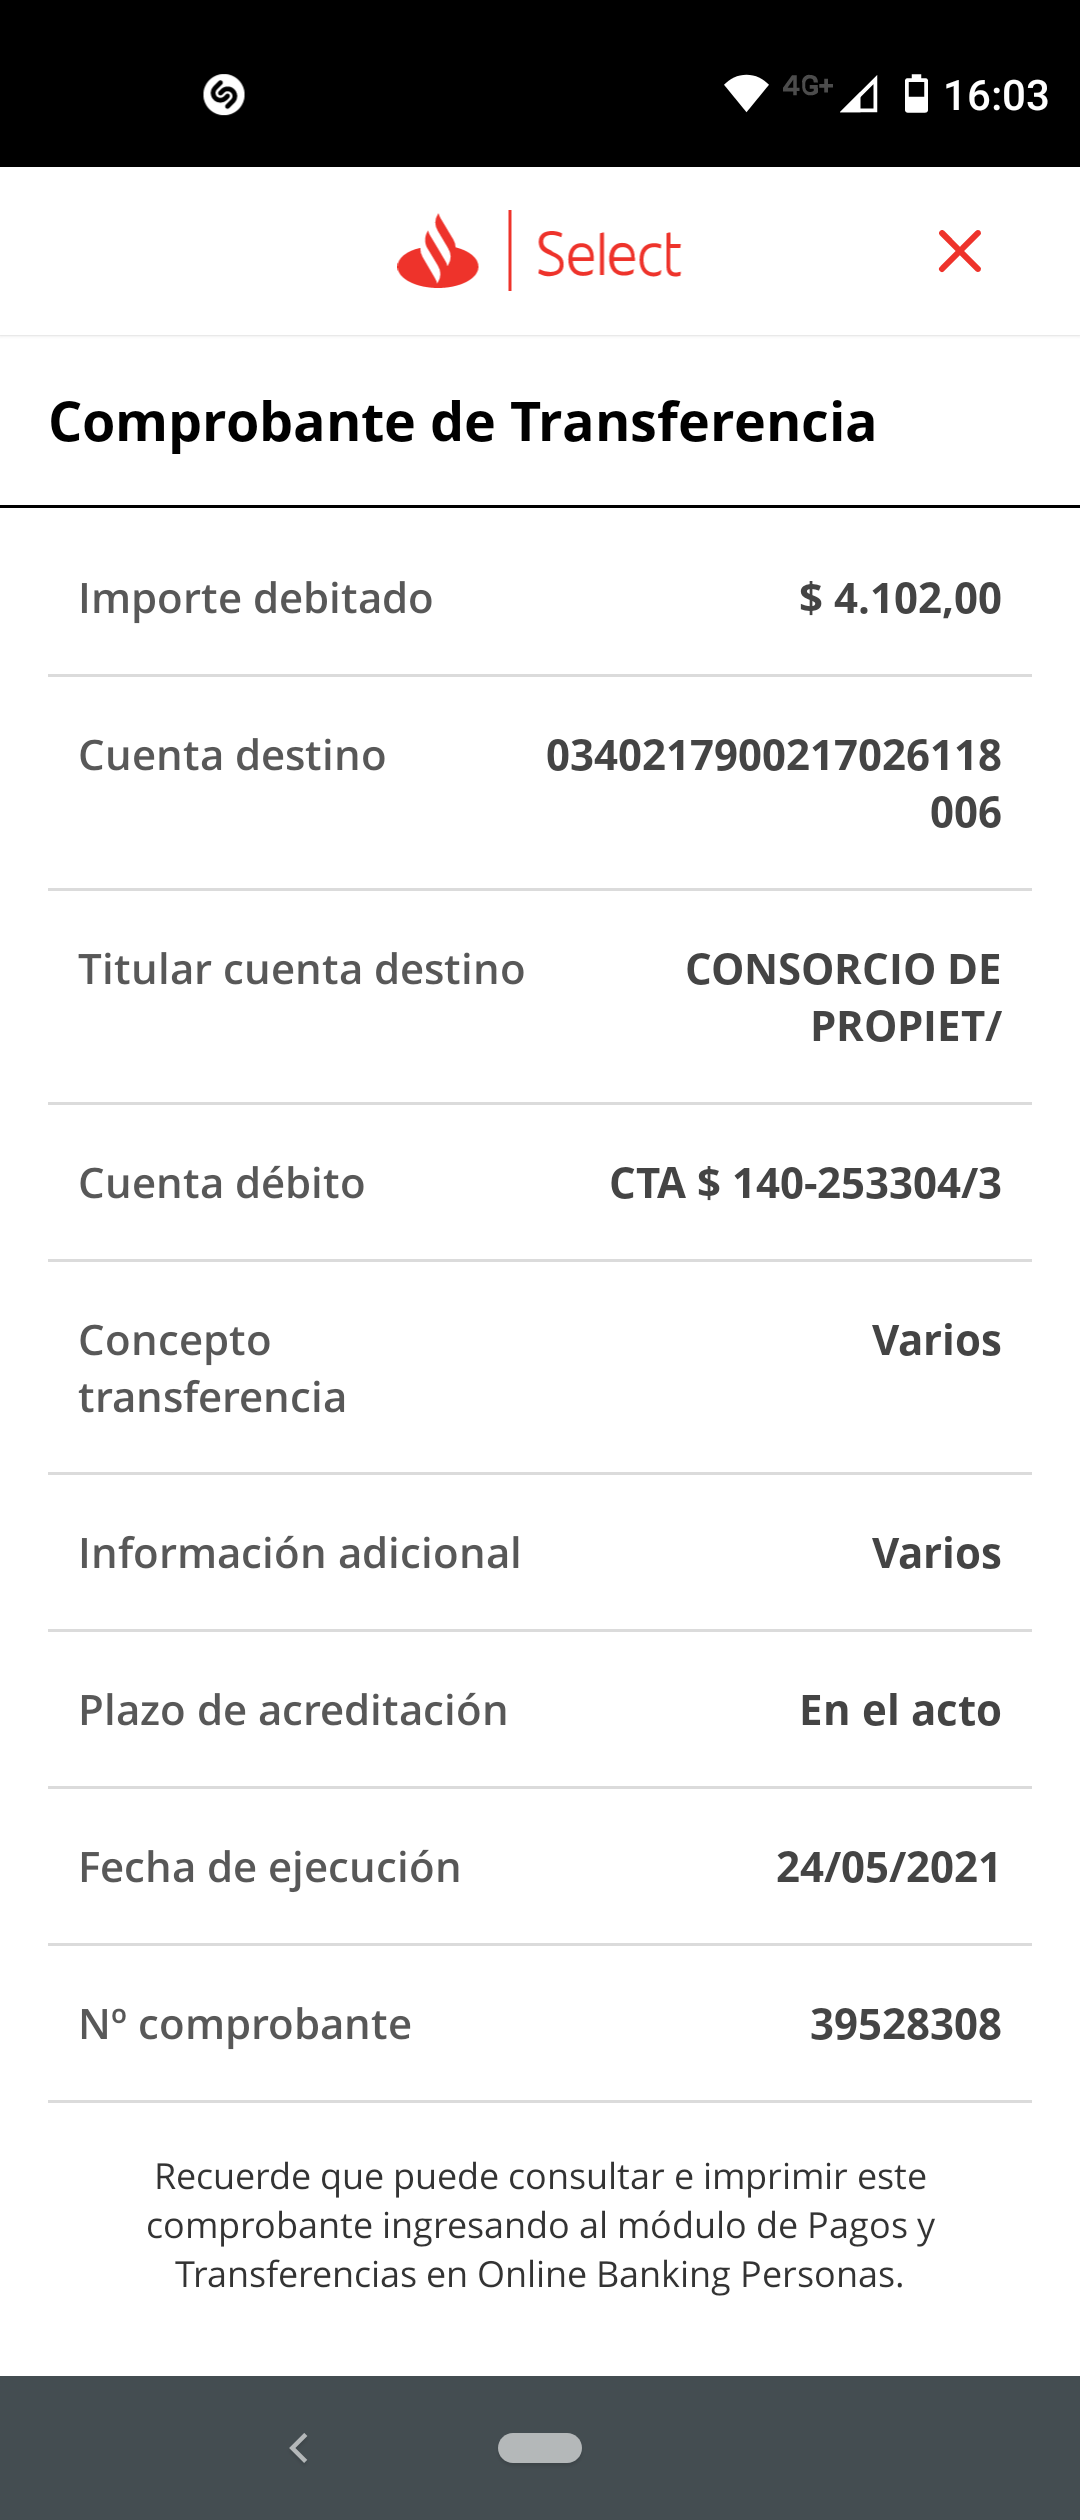 4G+ 16:03
Select
Comprobante de Transferencia
Importe debitado $ 4.102,00
Cuenta destino 0340217900217026118
006
Titular cuenta destino CONSORCIO DE
PROPIET/
Cuenta débito CTA $ 140-253304/3
Concepto Varios
transferencia
Información adicional Varios
Plazo de acreditación En el acto
Fecha de ejecución 24/05/2021
Nº comprobante 39528308
Recuerde que puede consultar e imprimir este
comprobante ingresando al módulo de Pagos y
Transferencias en Online Banking Personas.